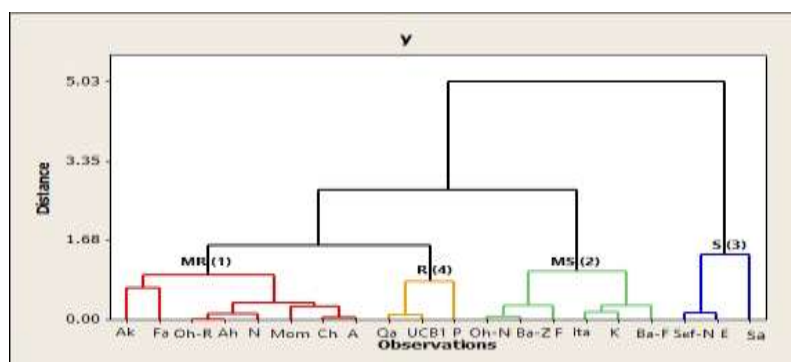 y
5.03
3.35
1.68
0.00
Distance
MR (1)
R (4)
MS (2)
S (3)
Ak Fa Oh-R Ah N Mom Ch A Qa UCB1 P Oh-N Ba-Z F Ita K Ba-F Sef-N E Sa
Observations